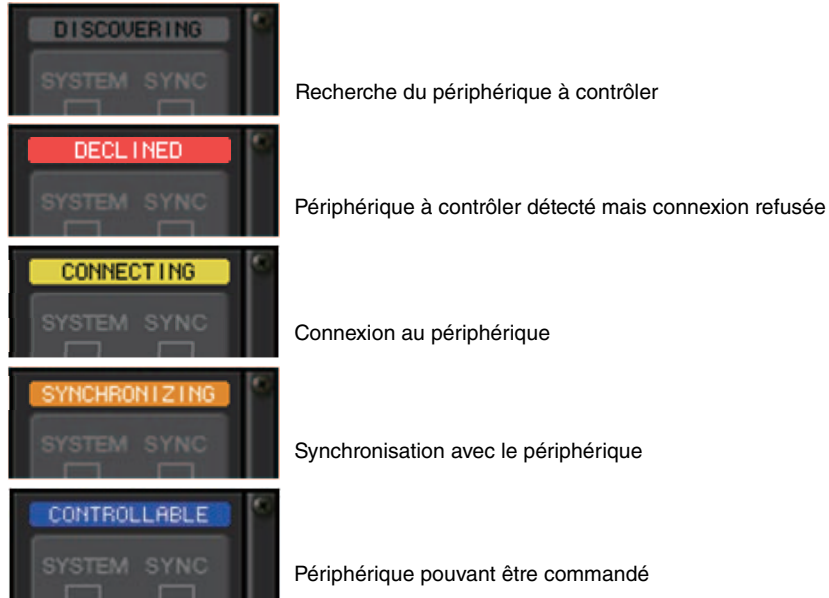 DISCOVERING
SYSTEM SYNC
Recherche du périphérique à contrôler
DECLINED
SYSTEM SYNC
Périphérique à contrôler détecté mais connexion refusée
CONNECTING
SYSTEM SYNC
Connexion au périphérique
SYNCHRONIZING
SYSTEM SYNC
Synchronisation avec le périphérique
CONTROLLABLE
SYSTEM SYNC
Périphérique pouvant être commandé